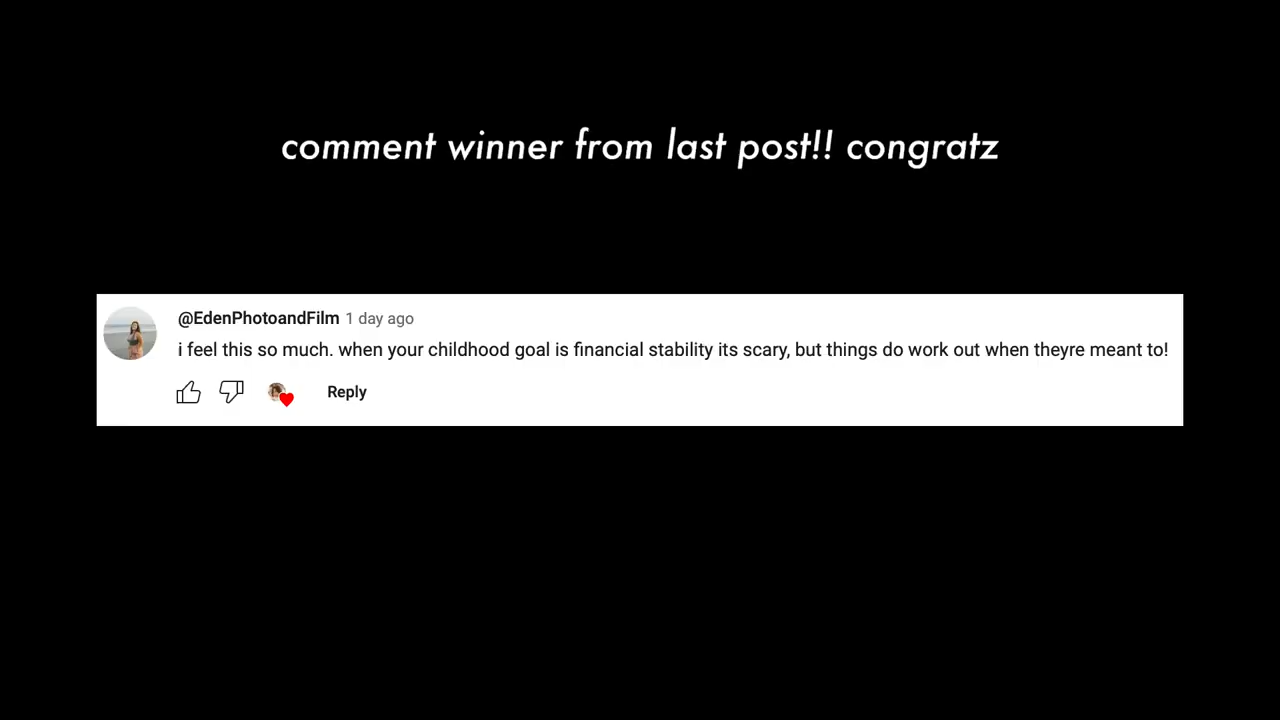 comment winner from last post!! congratz
@EdenPhotoandFilm 1 day ago
i feel this so much. when your childhood goal is financial stability its scary, but things do work out when theyre meant to!
Reply